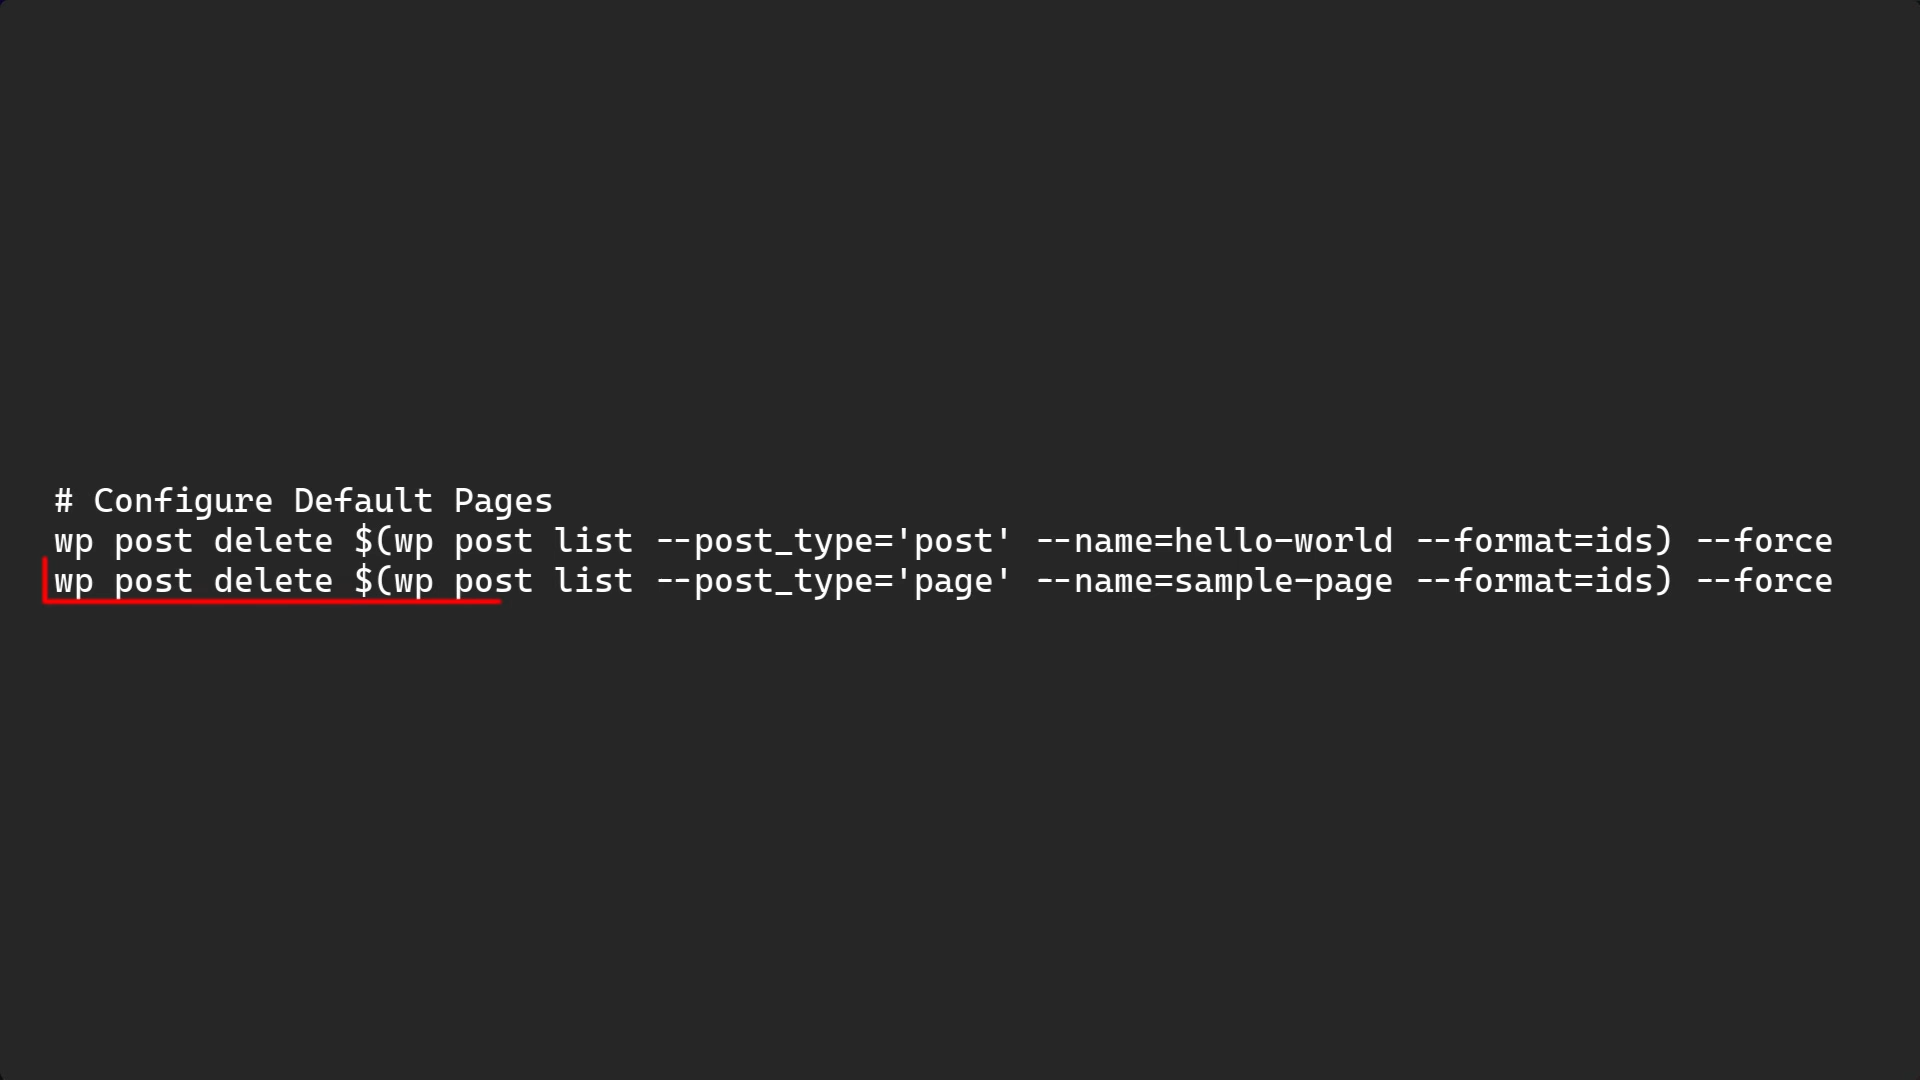 # Configure Default Pages
wp post delete $(wp post list --post_type='post' --name=hello-world --format=ids) --force
wp post delete $(wp post list --post_type='page' --name=sample-page --format=ids) --force